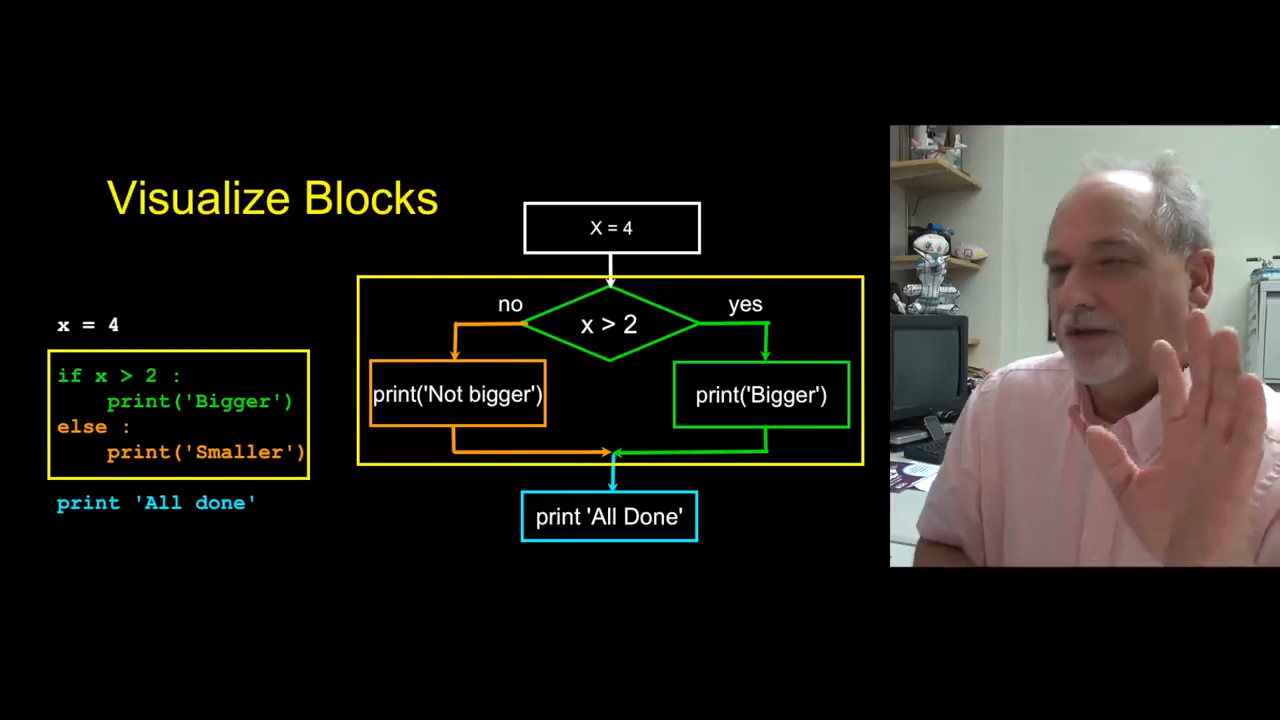 Visualize Blocks
x = 4
if x > 2 :
print('Bigger')
else :
print('Smaller')
print 'All done'
X = 4
no
yes
x > 2
print('Not bigger')
print('Bigger')
print 'All Done'